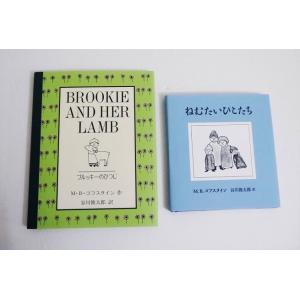 BROOKIE
AND HER
LAMB
ブルッキーのひつじ
M・B・ゴフスタイン 作
谷川俊太郎 訳
ねむたいひとたち
M.B.ゴフスタイン 谷川俊太郎 訳